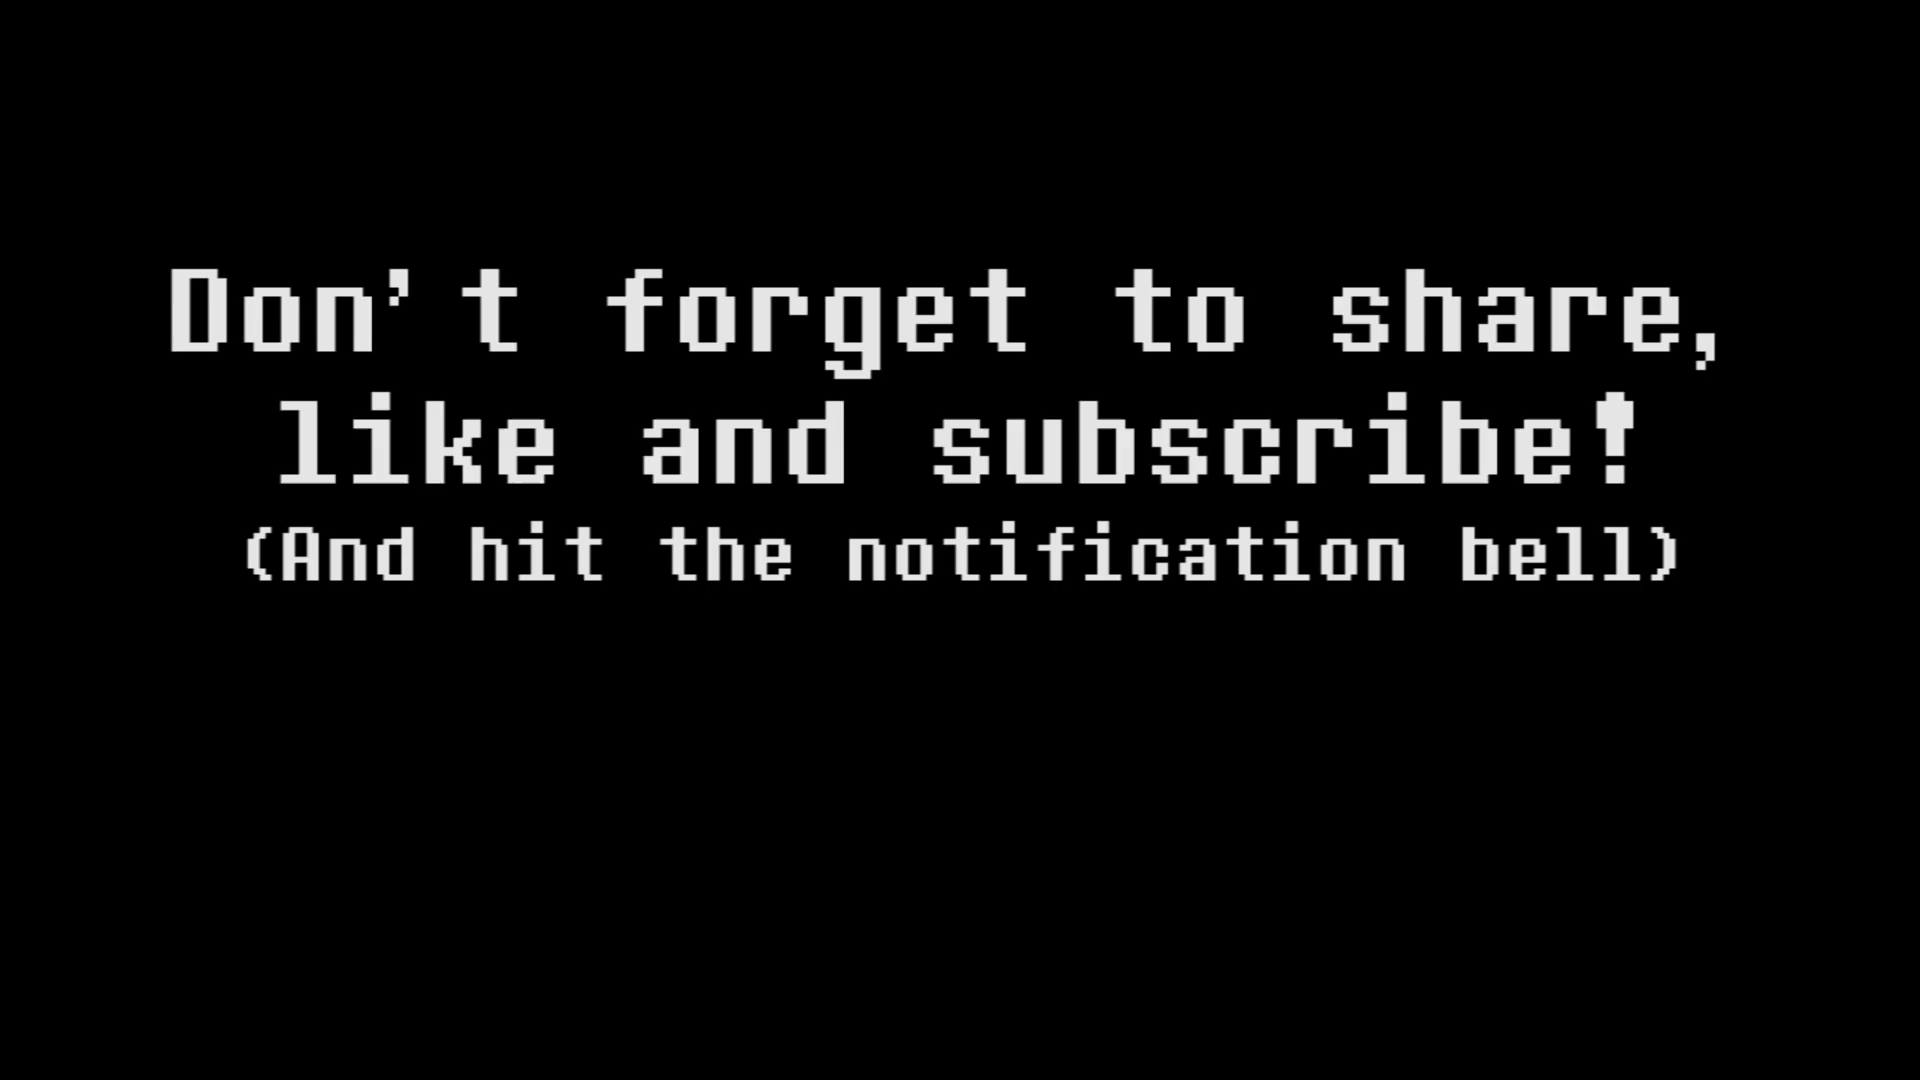 Don't forget to share,
like and subscribe!
(And hit the notification bell)